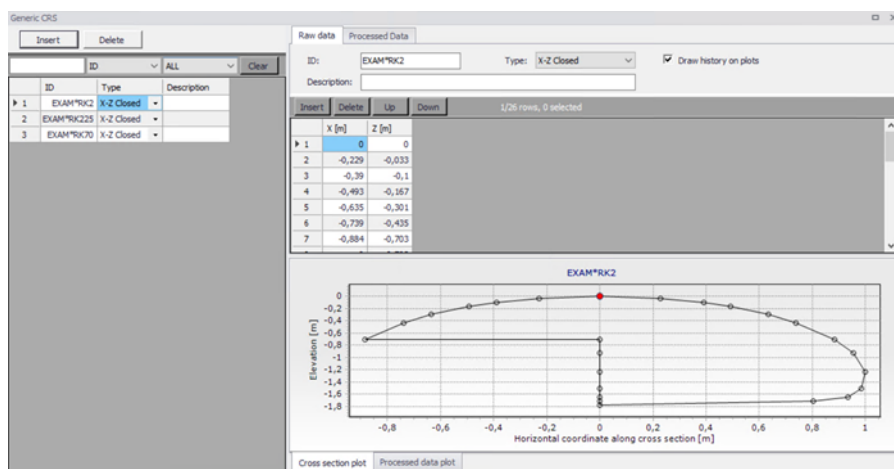 Generic CRS
Insert Delete
ID ALL Clear
ID Type Description
1 EXAM*RK2 X-Z Closed
2 EXAM*RK225 X-Z Closed
3 EXAM*RK70 X-Z Closed
Raw data Processed Data
ID: EXAM*RK2 Type: X-Z Closed Draw history on plots
Description:
Insert Delete Up Down 1/26 rows, 0 selected
X [m] Z [m]
1 0 0
2 -0,229 -0,033
3 -0,39 -0,1
4 -0,493 -0,167
5 -0,635 -0,301
6 -0,739 -0,435
7 -0,884 -0,703
EXAM*RK2
Elevation [m]
0
-0,2
-0,4
-0,6
-0,8
-1
-1,2
-1,4
-1,6
-1,8
-0,8 -0,6 -0,4 -0,2 0 0,2 0,4 0,6 0,8 1
Horizontal coordinate along cross section [m]
Cross section plot Processed data plot